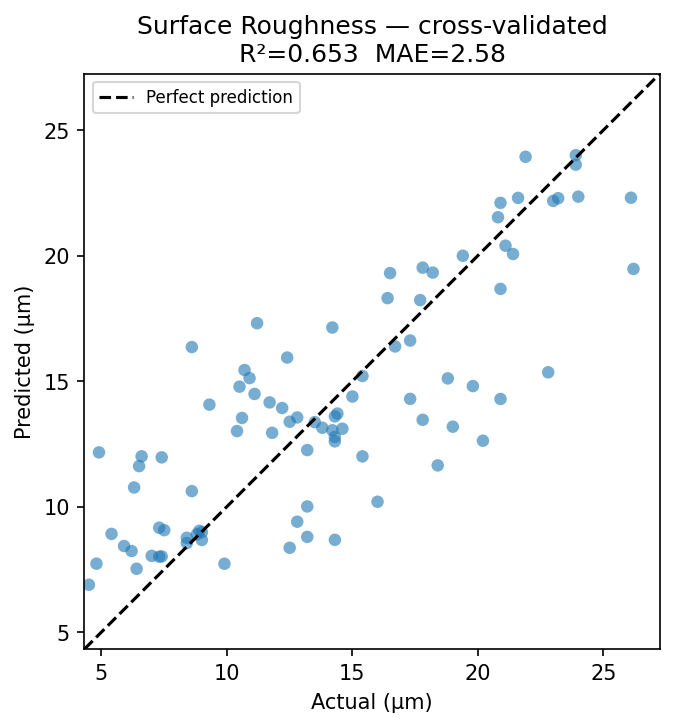 Surface Roughness — cross-validated
R²=0.653  MAE=2.58
Perfect prediction
25
20
15
10
5
Predicted (μm)
5 10 15 20 25
Actual (μm)